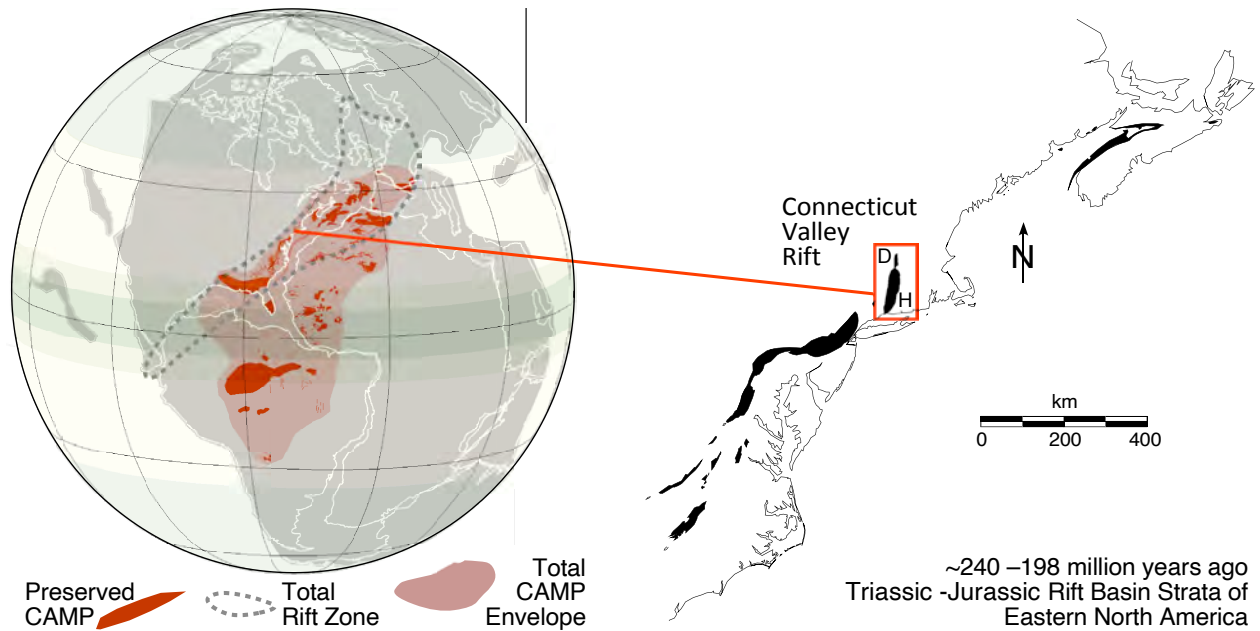 Connecticut
Valley
Rift
D
H
N
km
0 200 400
Preserved
CAMP
Total
Rift Zone
Total
CAMP
Envelope
~240 –198 million years ago
Triassic -Jurassic Rift Basin Strata of
Eastern North America